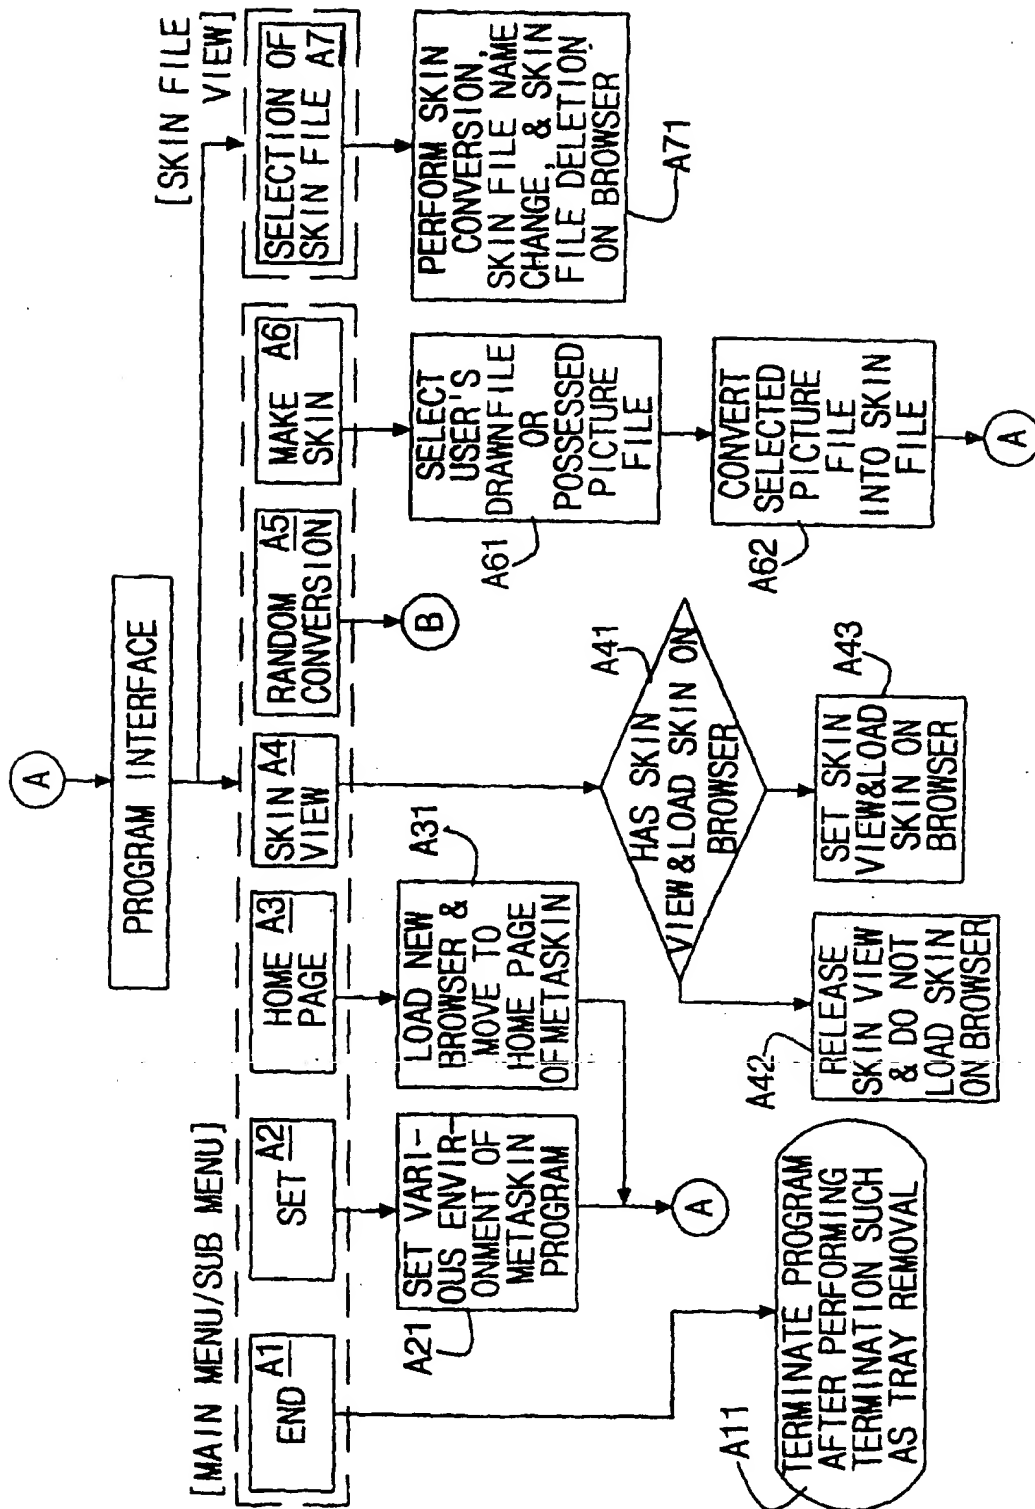 A
PROGRAM INTERFACE
[MAIN MENU/SUB MENU]
[SKIN FILE
VIEW]
END A1
SET A2
HOME A3
PAGE
SKIN A4
VIEW
RANDOM A5
CONVERSION
MAKE A6
SKIN
SELECTION OF
SKIN FILE A7
SET VARI-
OUS ENVIR-
ONMENT OF
METASKIN
PROGRAM
A21
LOAD NEW
BROWSER &
MOVE TO
HOME PAGE
OFMETASKIN
A31
A
B
SELECT
USER'S
DRAWNFILE
OR
POSSESSED
PICTURE
FILE
A61
PERFORM SKIN
CONVERSION,
SKIN FILE NAME
CHANGE, & SKIN
FILE DELETION
ON BROWSER
A71
HAS SKIN
VIEW&LOAD SKIN ON
BROWSER
A41
CONVERT
SELECTED
PICTURE
FILE
INTO SKIN
FILE
A62
A
TERMINATE PROGRAM
AFTER PERFORMING
TERMINATION SUCH
AS TRAY REMOVAL
A11
RELEASE
SKIN VIEW
& DO NOT
LOAD SKIN
ON BROWSER
A42
SET SKIN
VIEW&LOAD
SKIN ON
BROWSER
A43